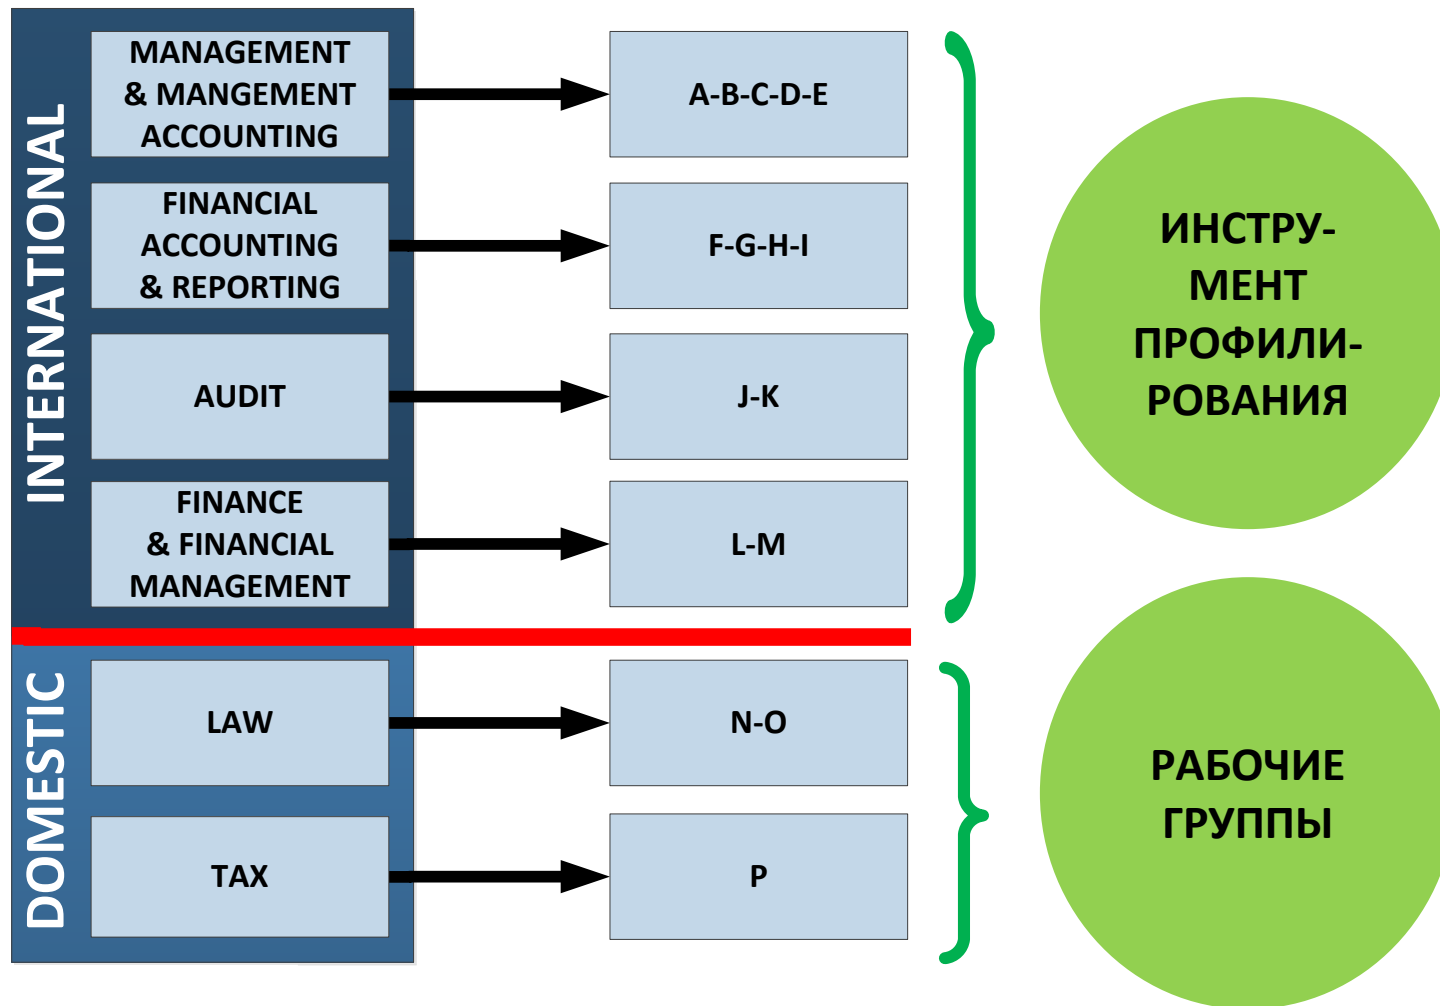 INTERNATIONAL
MANAGEMENT
& MANGEMENT
ACCOUNTING
A-B-C-D-E
FINANCIAL
ACCOUNTING
& REPORTING
F-G-H-I
AUDIT
J-K
FINANCE
& FINANCIAL
MANAGEMENT
L-M
ИНСТРУ-
МЕНТ
ПРОФИЛИ-
РОВАНИЯ
DOMESTIC
LAW
N-O
TAX
P
РАБОЧИЕ
ГРУППЫ